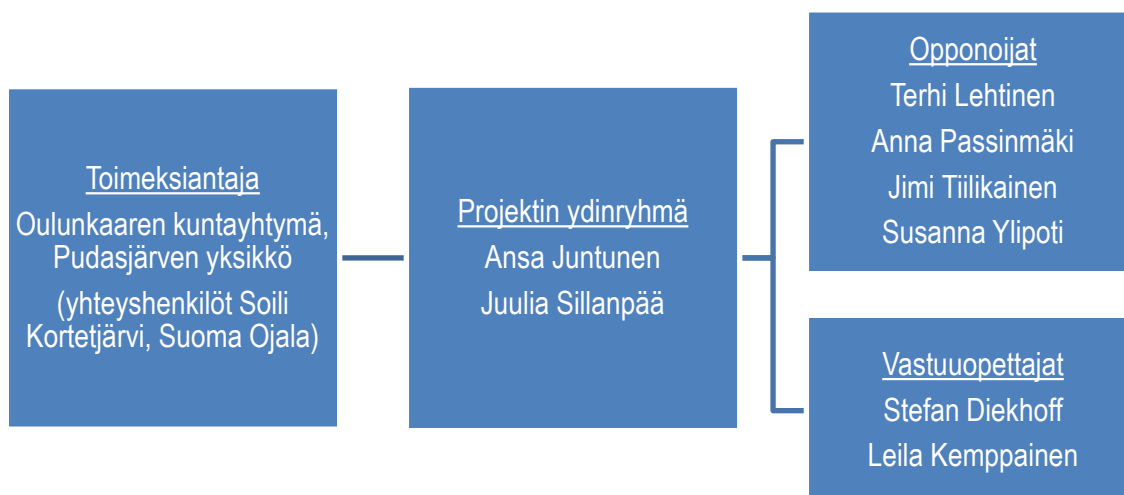 Toimeksiantaja
Oulunkaaren kuntayhtymä,
Pudasjärven yksikkö
(yhteyshenkilöt Soili
Kortetjärvi, Suoma Ojala)
Projektin ydinryhmä
Ansa Juntunen
Juulia Sillanpää
Opponoijat
Terhi Lehtinen
Anna Passinmäki
Jimi Tiilikainen
Susanna Ylipoti
Vastuuopettajat
Stefan Diekhoff
Leila Kemppainen